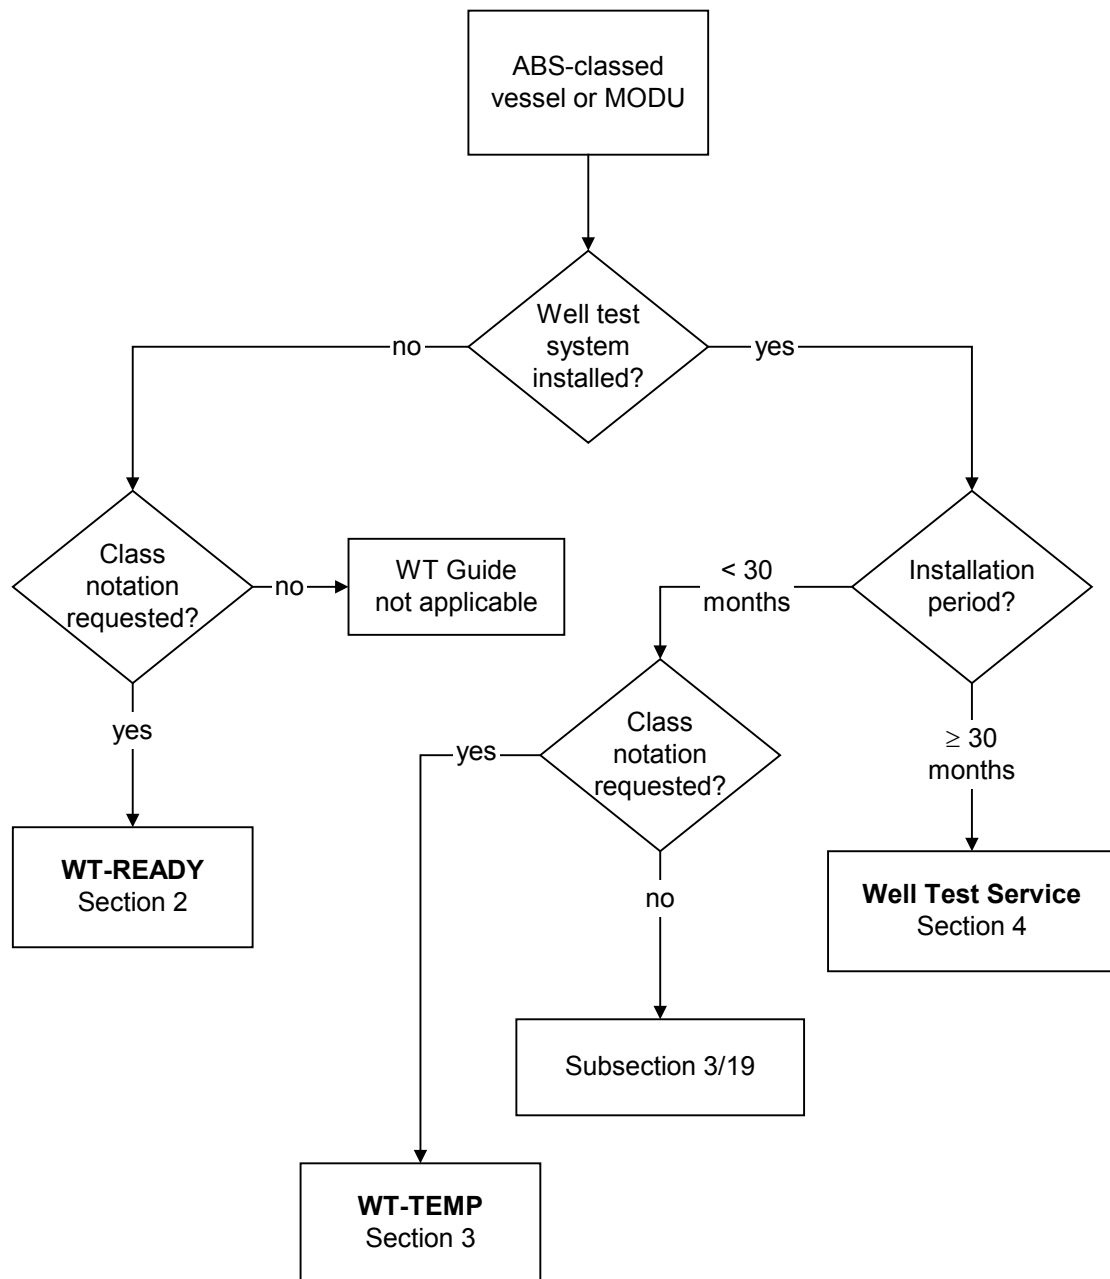 ABS-classed
vessel or MODU
Well test
system
installed?
no
yes
Class
notation
requested?
no
WT Guide
not applicable
< 30
months
Installation
period?
yes
Class
notation
requested?
yes
≥ 30
months
WT-READY
Section 2
no
Well Test Service
Section 4
Subsection 3/19
WT-TEMP
Section 3